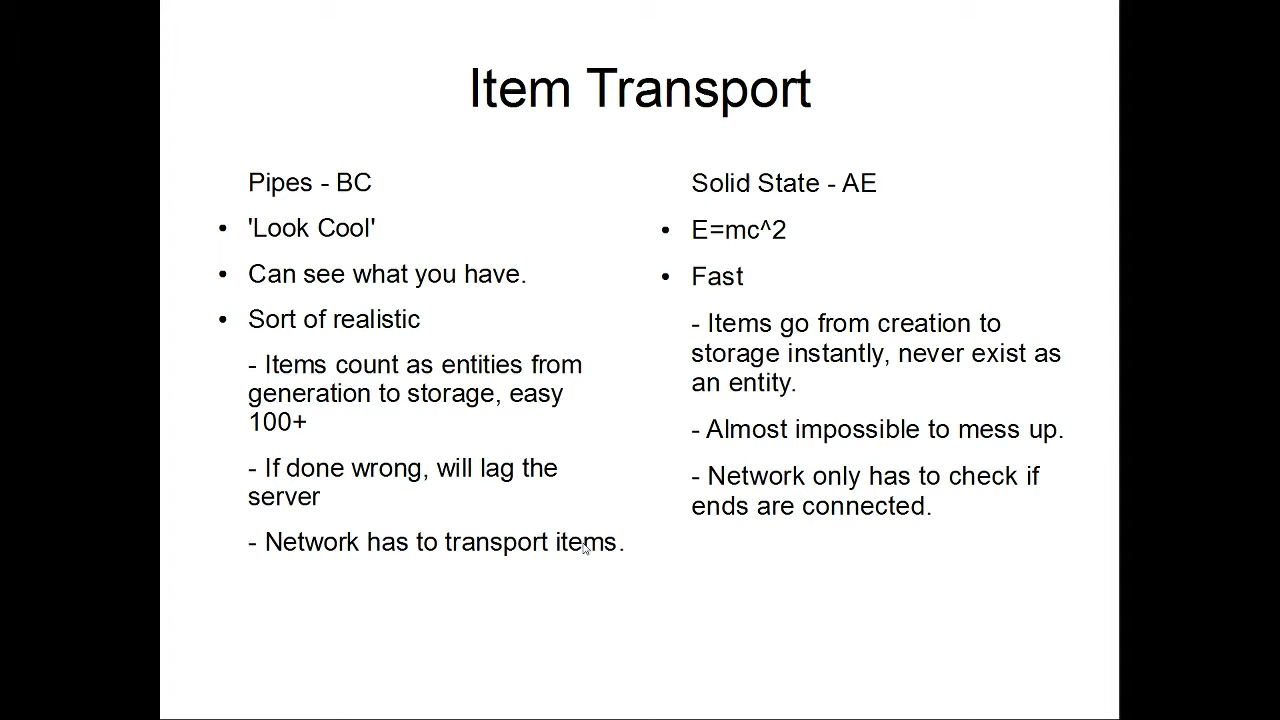 Item Transport
Pipes - BC
• 'Look Cool'
• Can see what you have.
• Sort of realistic
- Items count as entities from
generation to storage, easy
100+
- If done wrong, will lag the
server
- Network has to transport items.
Solid State - AE
• E=mc^2
• Fast
- Items go from creation to
storage instantly, never exist as
an entity.
- Almost impossible to mess up.
- Network only has to check if
ends are connected.